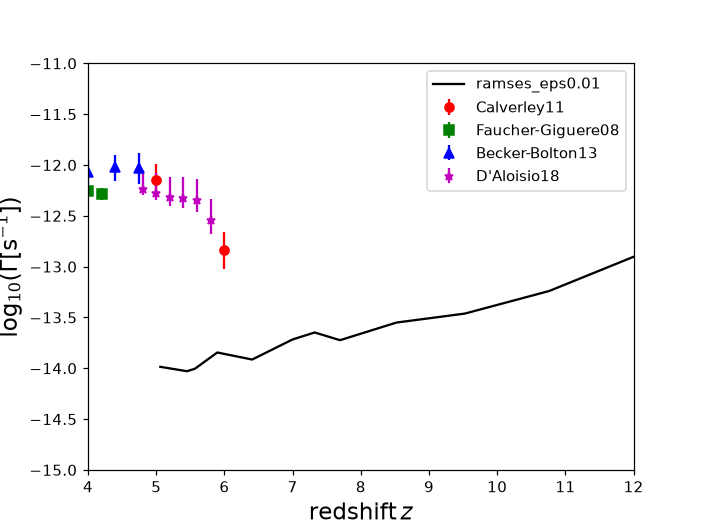 −11.0
−11.5
−12.0
−12.5
−13.0
−13.5
−14.0
−14.5
−15.0
log₁₀(Γ[s⁻¹])
ramses_eps0.01
Calverley11
Faucher-Giguere08
Becker-Bolton13
D'Aloisio18
4 5 6 7 8 9 10 11 12
redshift z